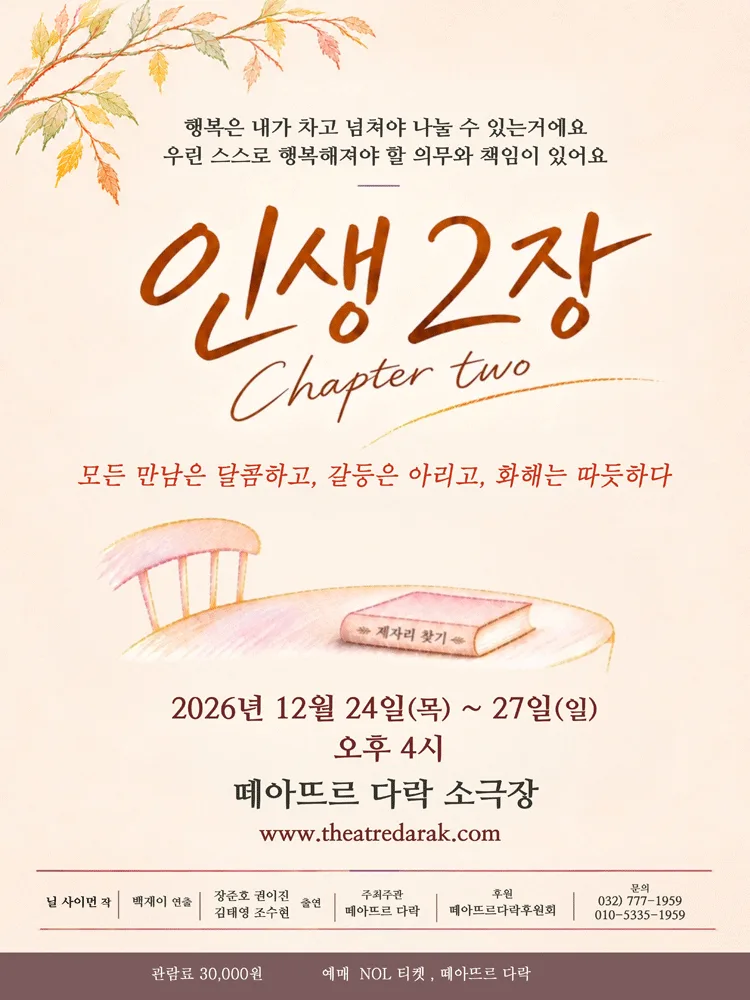 행복은 내가 차고 넘쳐야 나눌 수 있는거에요
우린 스스로 행복해져야 할 의무와 책임이 있어요
인생 2장
Chapter two
모든 만남은 달콤하고, 갈등은 아리고, 화해는 따듯하다
제자리 찾기
2026년 12월 24일(목) ~ 27일(일)
오후 4시
떼아뜨르 다락 소극장
www.theatredarak.com
닐 사이먼 작
백재이 연출
장준호 권이진
김태영 조수현
출연
주최주관
떼아뜨르 다락
후원
떼아뜨르다락후원회
문의
032) 777-1959
010-5335-1959
관람료 30,000원
예매 NOL 티켓 , 떼아뜨르 다락